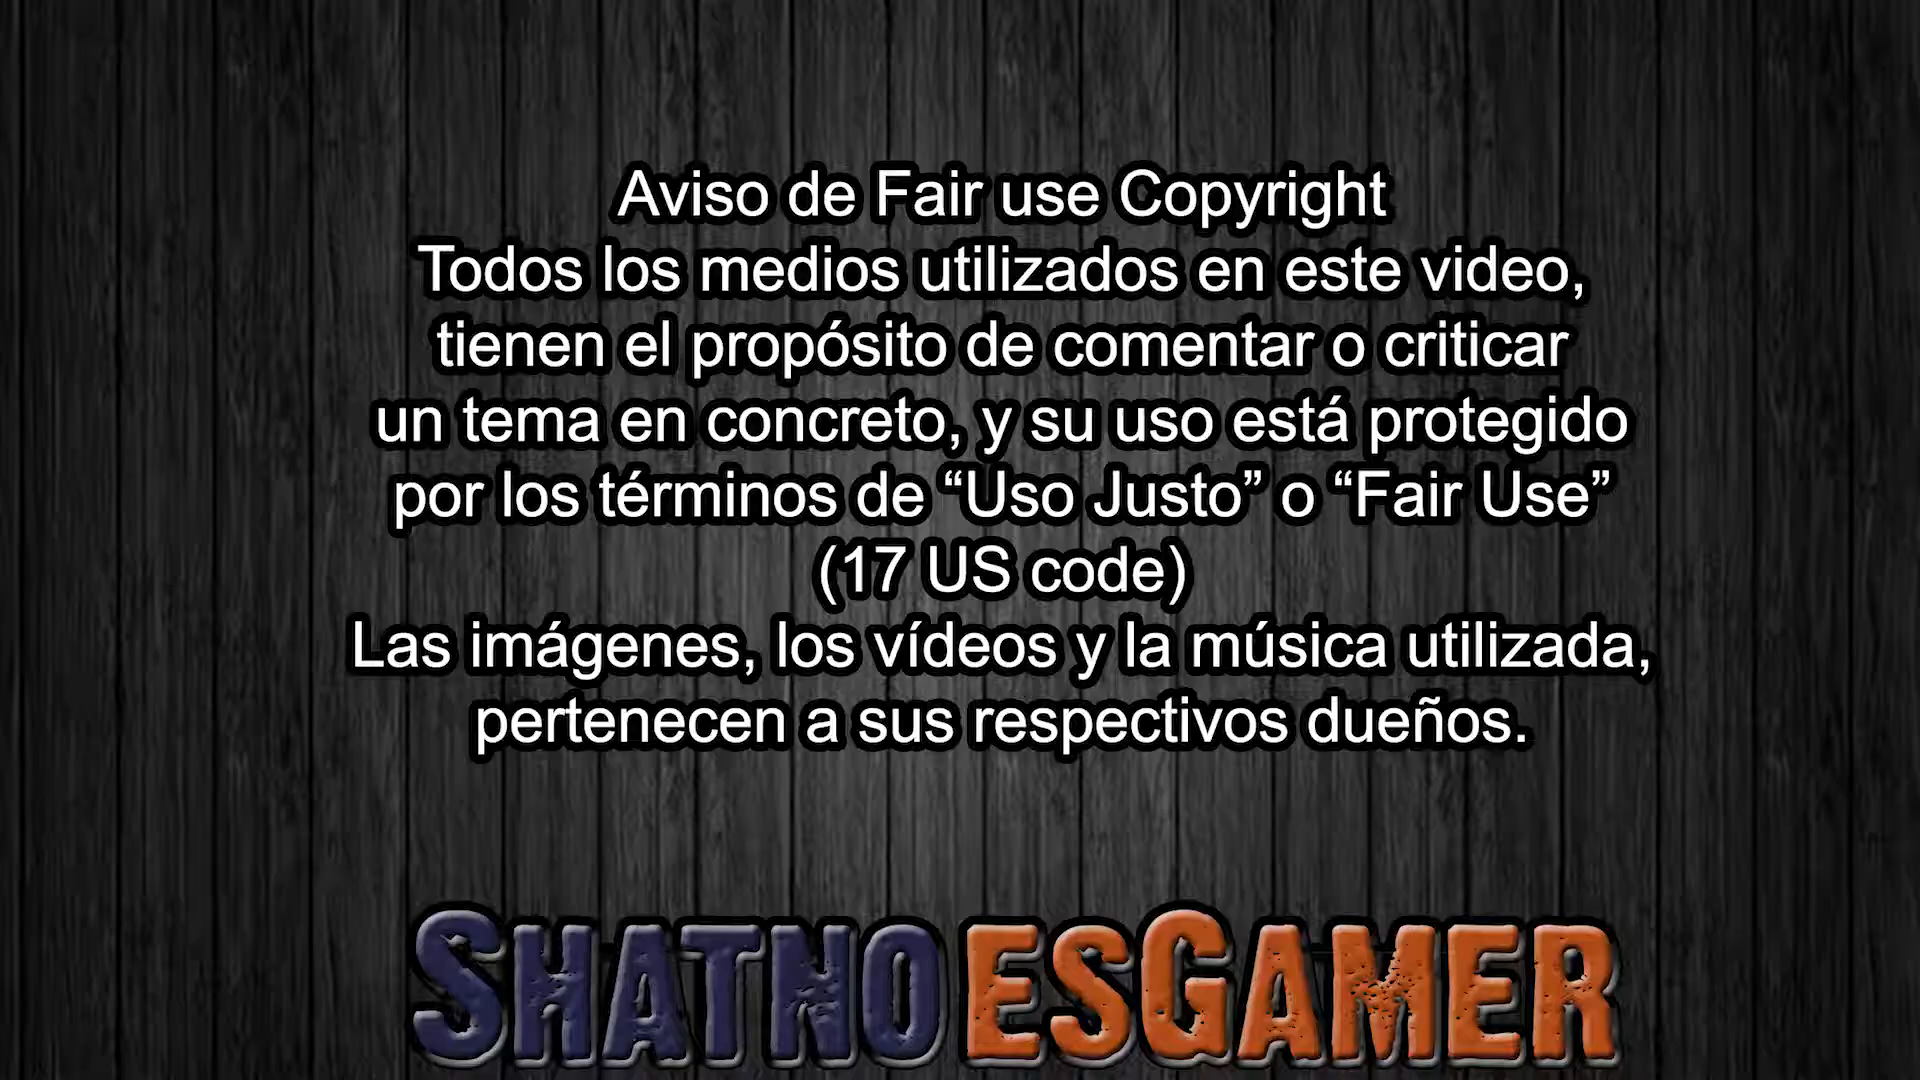 Aviso de Fair use Copyright
Todos los medios utilizados en este video,
tienen el propósito de comentar o criticar
un tema en concreto, y su uso está protegido
por los términos de “Uso Justo” o “Fair Use”
(17 US code)
Las imágenes, los vídeos y la música utilizada,
pertenecen a sus respectivos dueños.
SHATNO ESGAMER